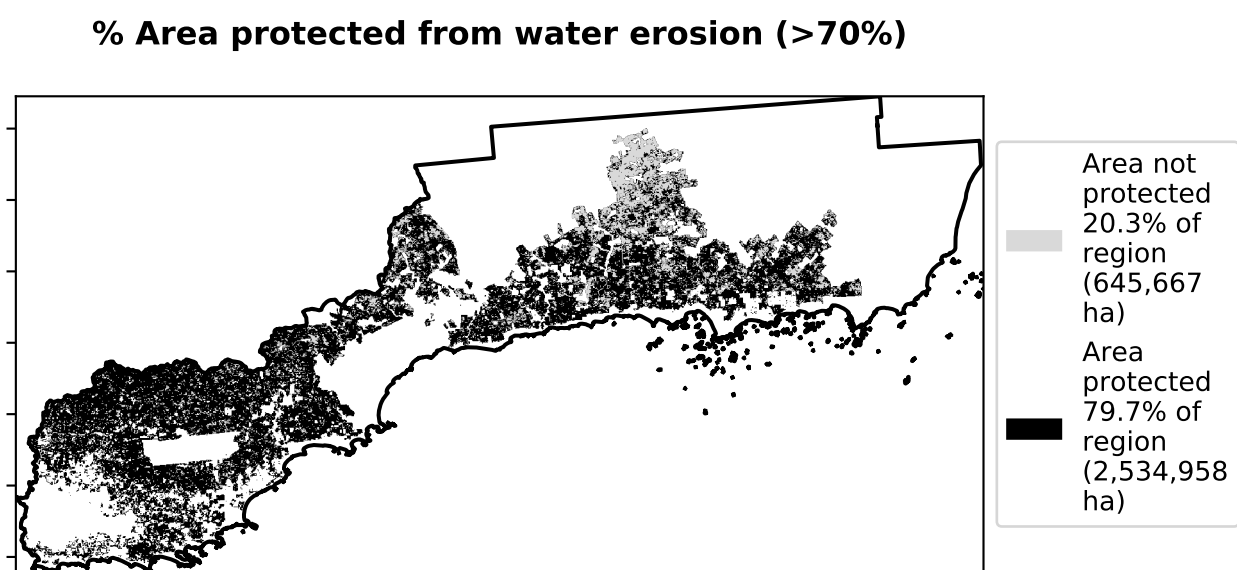 % Area protected from water erosion (>70%)
Area not
protected
20.3% of
region
(645,667
ha)
Area
protected
79.7% of
region
(2,534,958
ha)